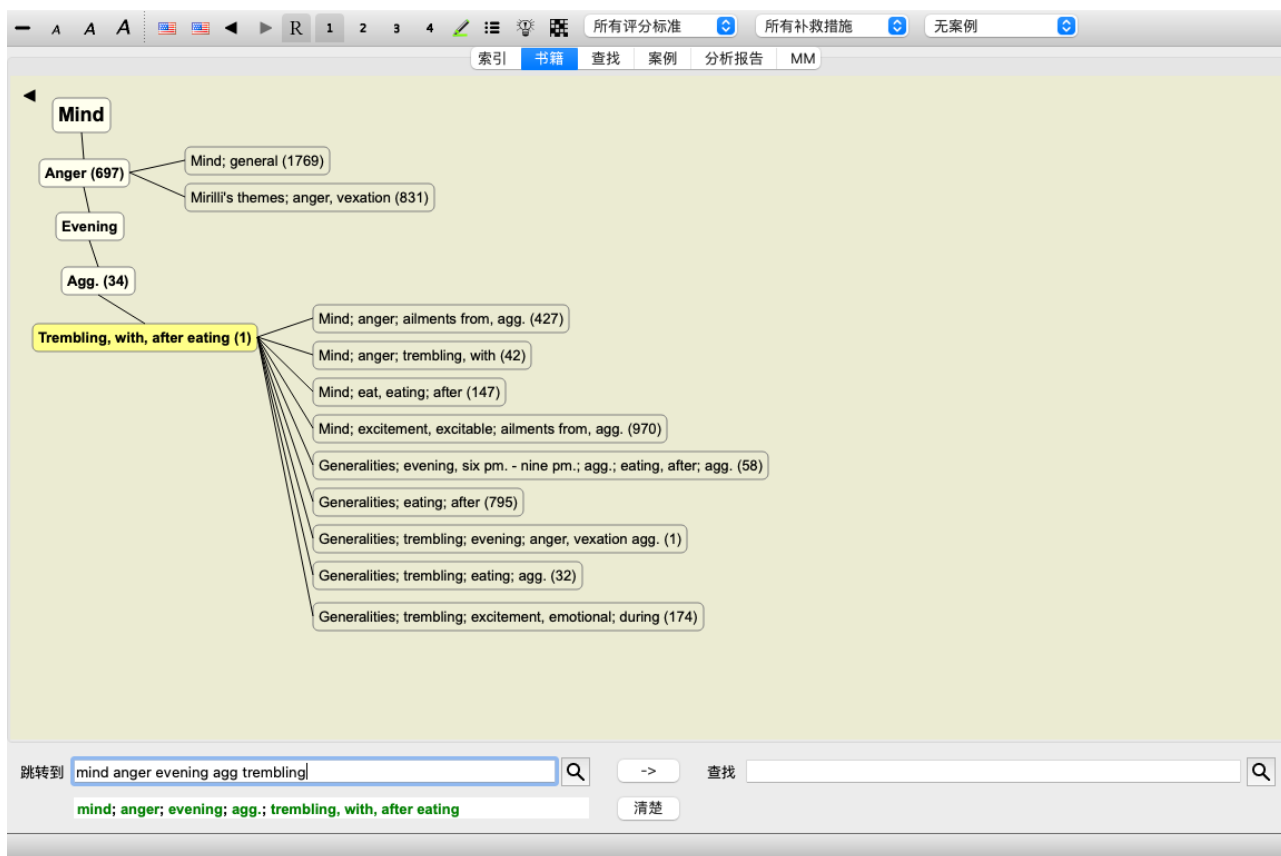 A A A R 1 2 3 4 所有评分标准 所有补救措施 无案例
索引 书籍 查找 案例 分析报告 MM
Mind
Anger (697)
Mind; general (1769)
Mirilli's themes; anger, vexation (831)
Evening
Agg. (34)
Trembling, with, after eating (1)
Mind; anger; ailments from, agg. (427)
Mind; anger; trembling, with (42)
Mind; eat, eating; after (147)
Mind; excitement, excitable; ailments from, agg. (970)
Generalities; evening, six pm. - nine pm.; agg.; eating, after; agg. (58)
Generalities; eating; after (795)
Generalities; trembling; evening; anger, vexation agg. (1)
Generalities; trembling; eating; agg. (32)
Generalities; trembling; excitement, emotional; during (174)
跳转到 mind anger evening agg trembling -> 查找
mind; anger; evening; agg.; trembling, with, after eating 清楚